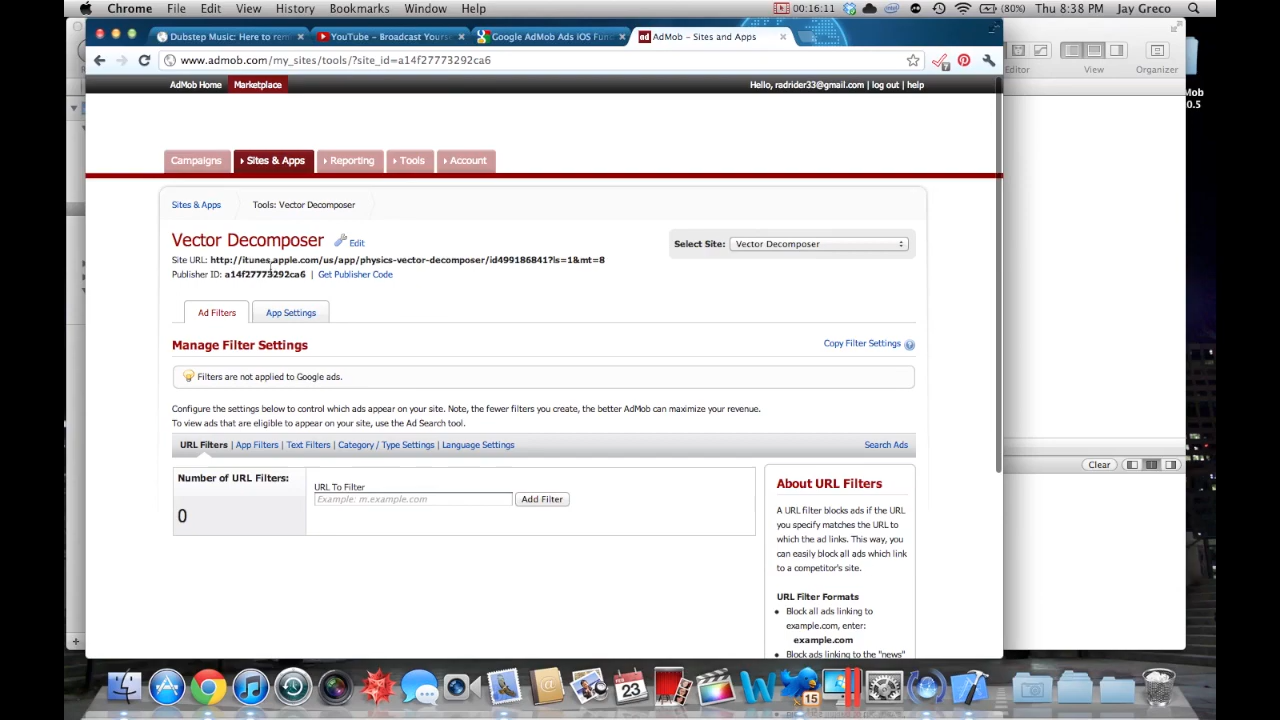 Chrome File Edit View History Bookmarks Window Help 00:16:11 (80%) Thu 8:38 PM Jay Greco
Dubstep Music: Here to rem YouTube - Broadcast Yourse Google AdMob Ads iOS Fun AdMob – Sites and Apps
www.admob.com/my_sites/tools/?site_id=a14f27773292ca6
Editor View Organizer
AdMob Home Marketplace Hello, radrider33@gmail.com | log out | help
Mob
0.5
Campaigns Sites & Apps Reporting Tools Account
Sites & Apps Tools: Vector Decomposer
Vector Decomposer Edit
Select Site: Vector Decomposer
Site URL: http://itunes.apple.com/us/app/physics-vector-decomposer/id499186841?ls=1&mt=8
Publisher ID: a14f27773292ca6 | Get Publisher Code
Ad Filters App Settings
Manage Filter Settings Copy Filter Settings ?
Filters are not applied to Google ads.
Configure the settings below to control which ads appear on your site. Note, the fewer filters you create, the better AdMob can maximize your revenue.
To view ads that are eligible to appear on your site, use the Ad Search tool.
URL Filters | App Filters | Text Filters | Category / Type Settings | Language Settings Search Ads
Clear
Number of URL Filters:
0
URL To Filter
Example: m.example.com Add Filter
About URL Filters
A URL filter blocks ads if the URL
you specify matches the URL to
which the ad links. This way, you
can easily block all ads which link
to a competitor's site.
URL Filter Formats
• Block all ads linking to
example.com, enter:
example.com
• Block ads linking to the "news"
23
15